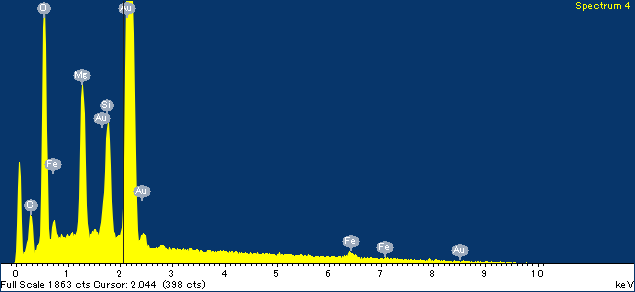 Spectrum 4
O Au
Mg
Si
Au
Fe
Au
Fe Fe Au
0 1 2 3 4 5 6 7 8 9 10
Full Scale 1863 cts Cursor: 2.044 (398 cts) keV